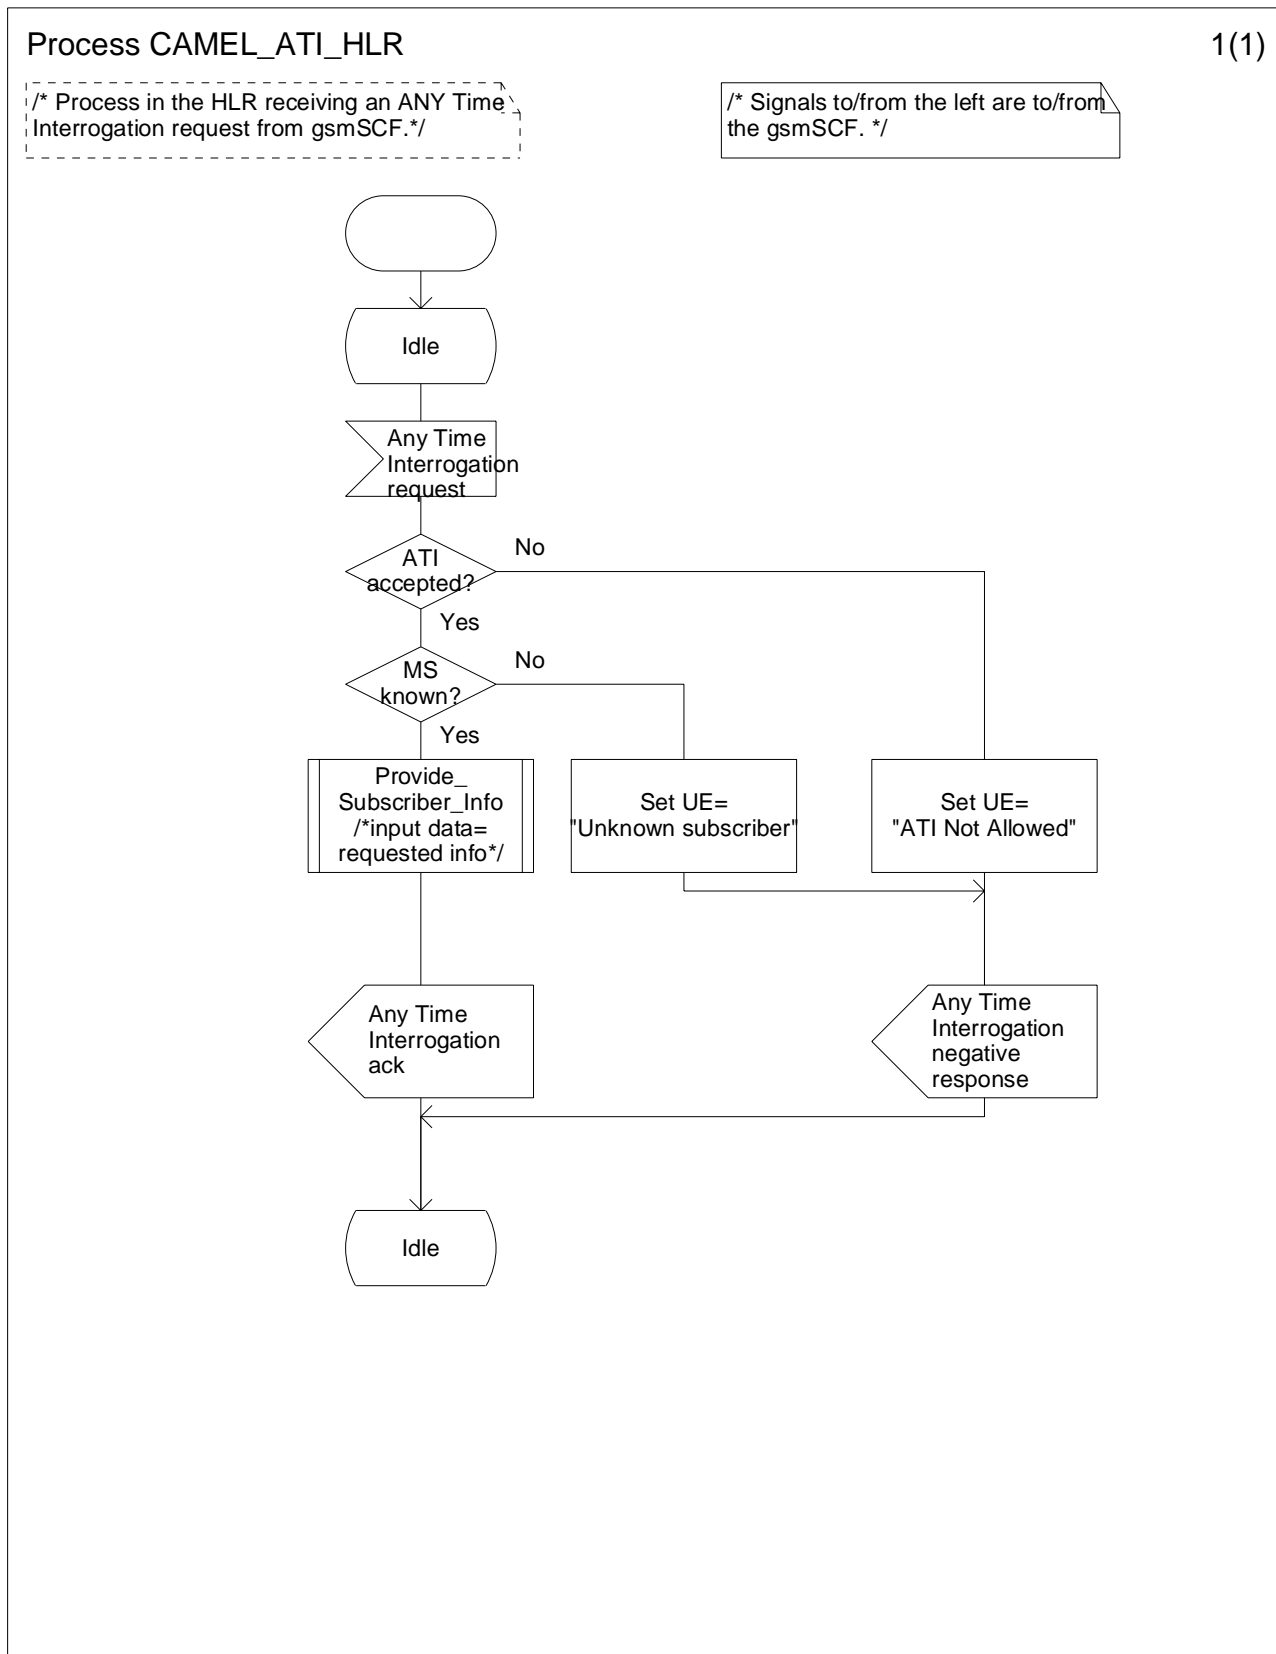 Process CAMEL_ATI_HLR
1(1)
/* Process in the HLR receiving an ANY Time
Interrogation request from gsmSCF.*/
/* Signals to/from the left are to/from
the gsmSCF. */
Idle
Any Time
Interrogation
request
ATI
accepted?
No
Yes
MS
known?
No
Yes
Provide_
Subscriber_Info
/*input data=
requested info*/
Set UE=
"Unknown subscriber"
Set UE=
"ATI Not Allowed"
Any Time
Interrogation
ack
Any Time
Interrogation
negative
response
Idle